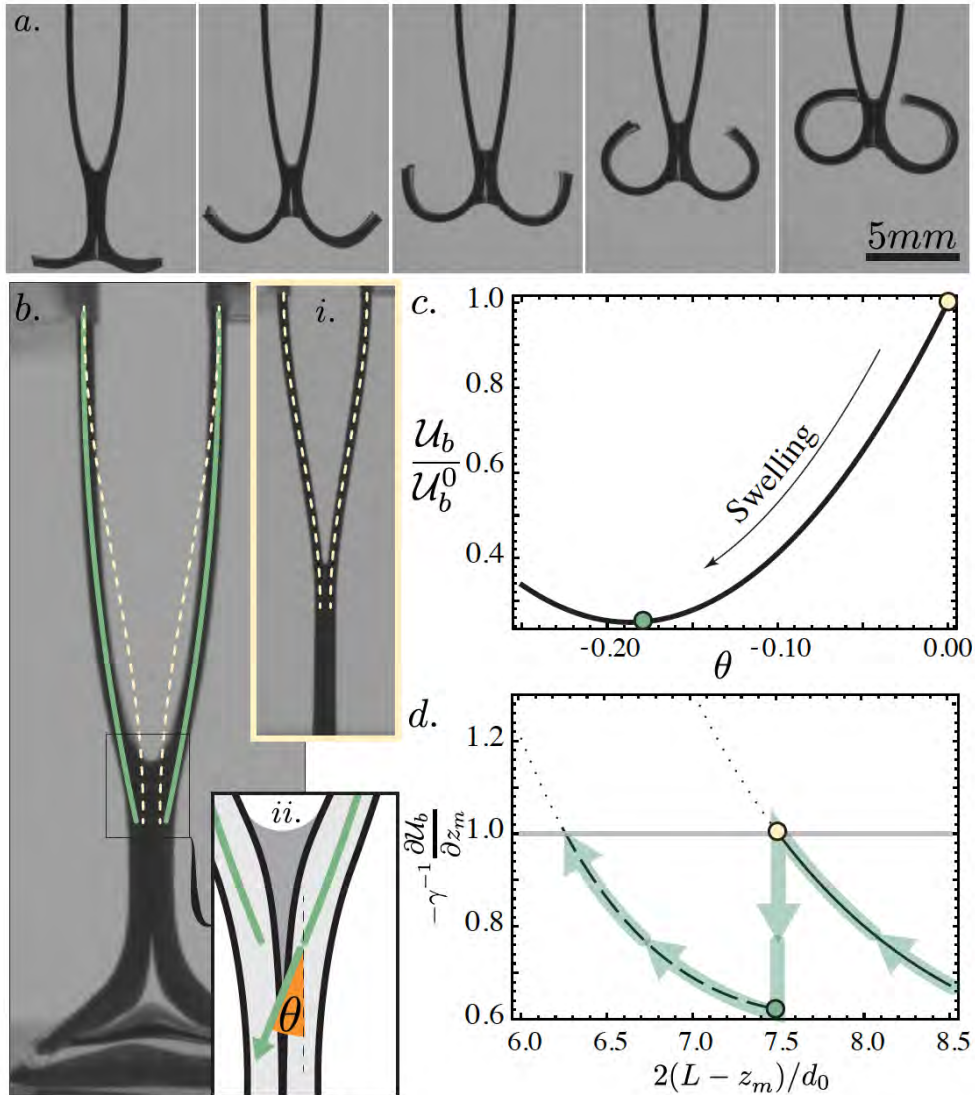 a.
5mm
b.
i.
ii.
θ
c.
1.0
0.8
0.6
0.4
U_b
U_b^0
Swelling
-0.20
-0.10
0.00
θ
d.
1.2
1.0
0.8
0.6
-γ^{-1} ∂U_b
∂z_m
6.0
6.5
7.0
7.5
8.0
8.5
2(L − z_m)/d_0